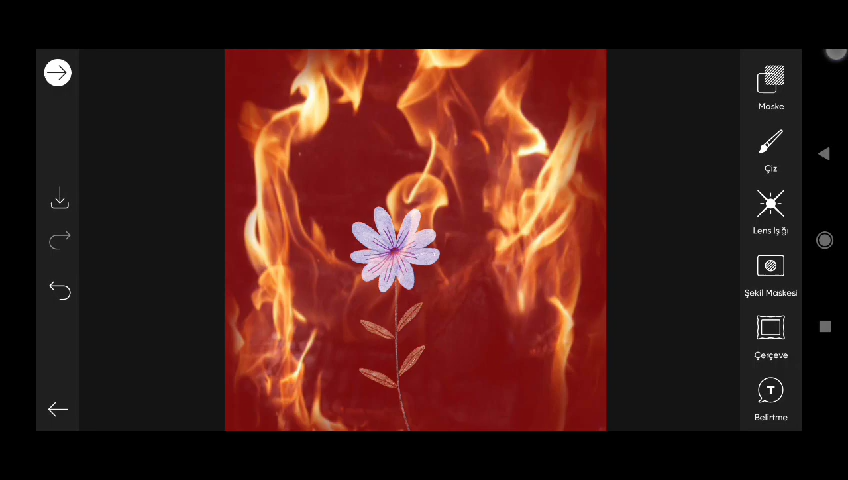 Maske
Çiz
Lens Işığı
Şekil Maskesi
Çerçeve
T
Belirtme